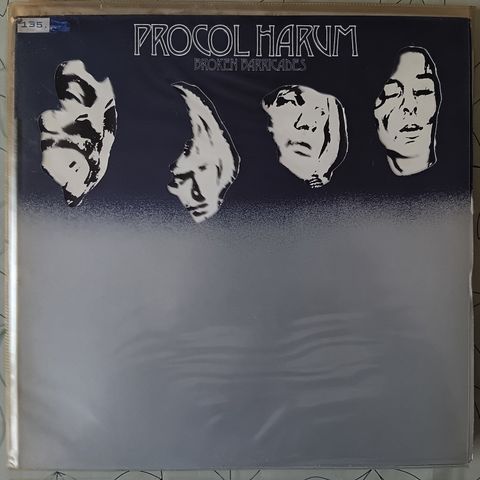 135,
PROCOL HARUM
BROKEN BARRICADES